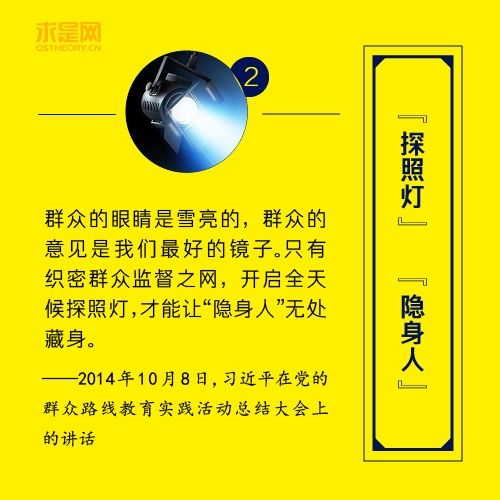 求是网
QSTHEORY.CN
2
『探照灯』『隐身人』
群众的眼睛是雪亮的，群众的
意见是我们最好的镜子。只有
织密群众监督之网，开启全天
候探照灯，才能让“隐身人”无处
藏身。
——2014年10月8日，习近平在党的
群众路线教育实践活动总结大会上
的讲话